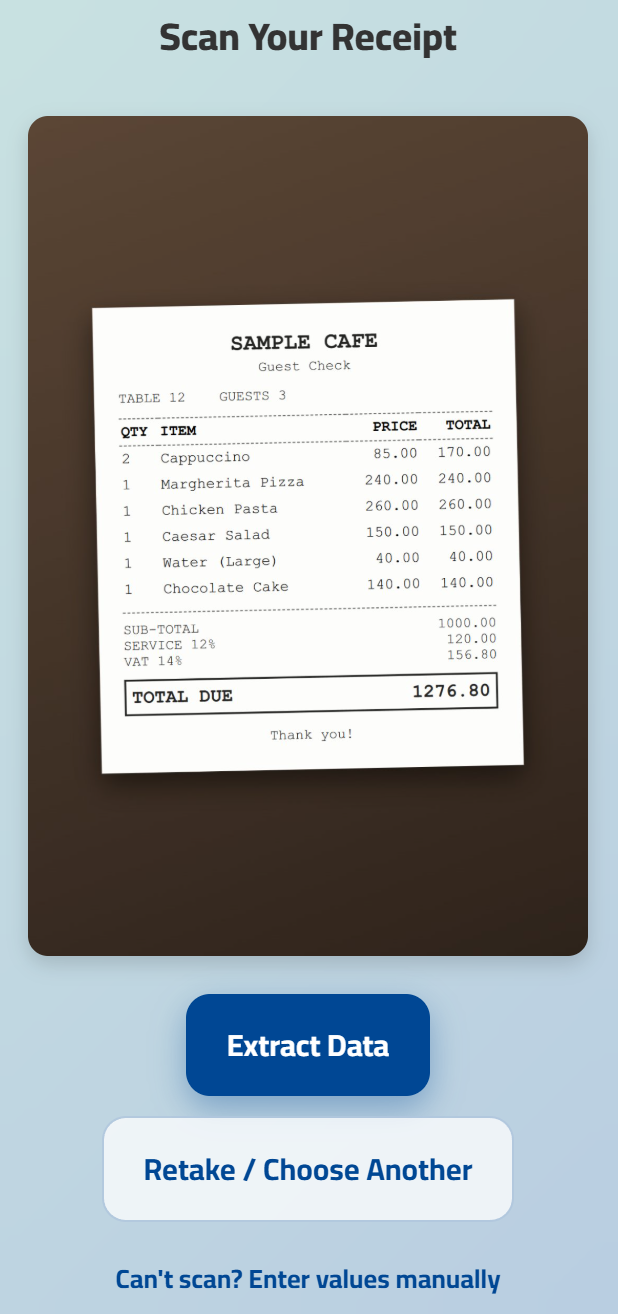 Scan Your Receipt
SAMPLE CAFE
Guest Check
TABLE 12 GUESTS 3
QTY ITEM PRICE TOTAL
2 Cappuccino 85.00 170.00
1 Margherita Pizza 240.00 240.00
1 Chicken Pasta 260.00 260.00
1 Caesar Salad 150.00 150.00
1 Water (Large) 40.00 40.00
1 Chocolate Cake 140.00 140.00
SUB-TOTAL 1000.00
SERVICE 12% 120.00
VAT 14% 156.80
TOTAL DUE 1276.80
Thank you!
Extract Data
Retake / Choose Another
Can't scan? Enter values manually